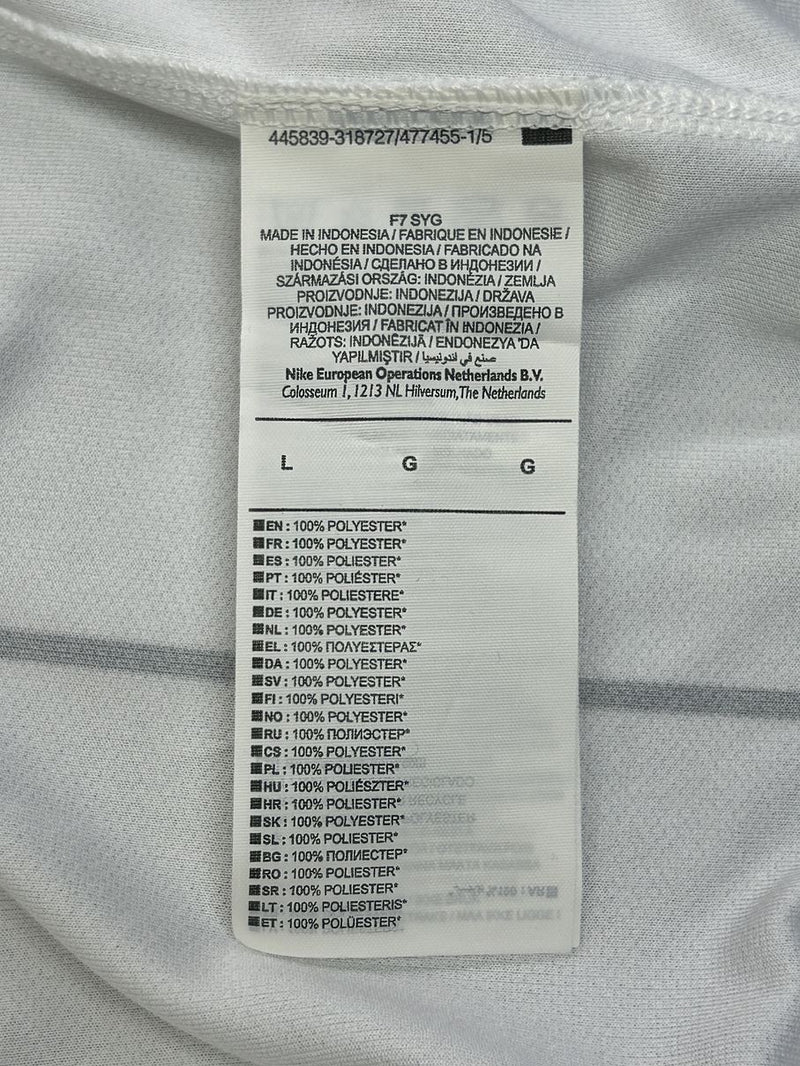 445839-318727/477455-1/5
F7 SYG
MADE IN INDONESIA / FABRIQUE EN INDONESIE /
HECHO EN INDONESIA / FABRICADO NA
INDONÉSIA / СДЕЛАНО В ИНДОНЕЗИИ /
SZÁRMAZÁSI ORSZÁG: INDONÉZIA / ZEMLJA
PROIZVODNJE: INDONEZIJA / DRŽAVA
PROIZVODNJE: INDONEZIJA / ПРОИЗВЕДЕНО В
ИНДОНЕЗИЯ / FABRICAT ÎN INDONEZIA /
RAŽOTS: INDONĒZIJĀ / ENDONEZYA 'DA
YAPILMIŞTIR / صنع في اندونيسيا
Nike European Operations Netherlands B.V.
Colosseum 1, 1213 NL Hilversum, The Netherlands
L G G
EN : 100% POLYESTER*
FR : 100% POLYESTER*
ES : 100% POLIESTER*
PT : 100% POLIÉSTER*
IT : 100% POLIESTERE*
DE : 100% POLYESTER*
NL : 100% POLYESTER*
EL : 100% ΠΟΛΥΕΣΤΕΡΑΣ*
DA : 100% POLYESTER*
SV : 100% POLYESTER*
FI : 100% POLYESTERI*
NO : 100% POLYESTER*
RU : 100% ПОЛИЭСТЕР*
CS : 100% POLYESTER*
PL : 100% POLIESTER*
HU : 100% POLIÉSZTER*
HR : 100% POLIESTER*
SK : 100% POLYESTER*
SL : 100% POLIESTER*
BG : 100% ПОЛИЕСТЕР*
RO : 100% POLIESTER*
SR : 100% POLIESTER*
LT : 100% POLIESTERIS*
ET : 100% POLÜESTER*